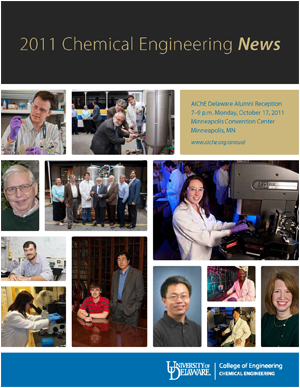 2011 Chemical Engineering News
AIChE Delaware Alumni Reception
7–9 p.m. Monday, October 17, 2011
Minneapolis Convention Center
Minneapolis, MN
www.aiche.org/annual
UNIVERSITY OF DELAWARE
College of Engineering
CHEMICAL ENGINEERING